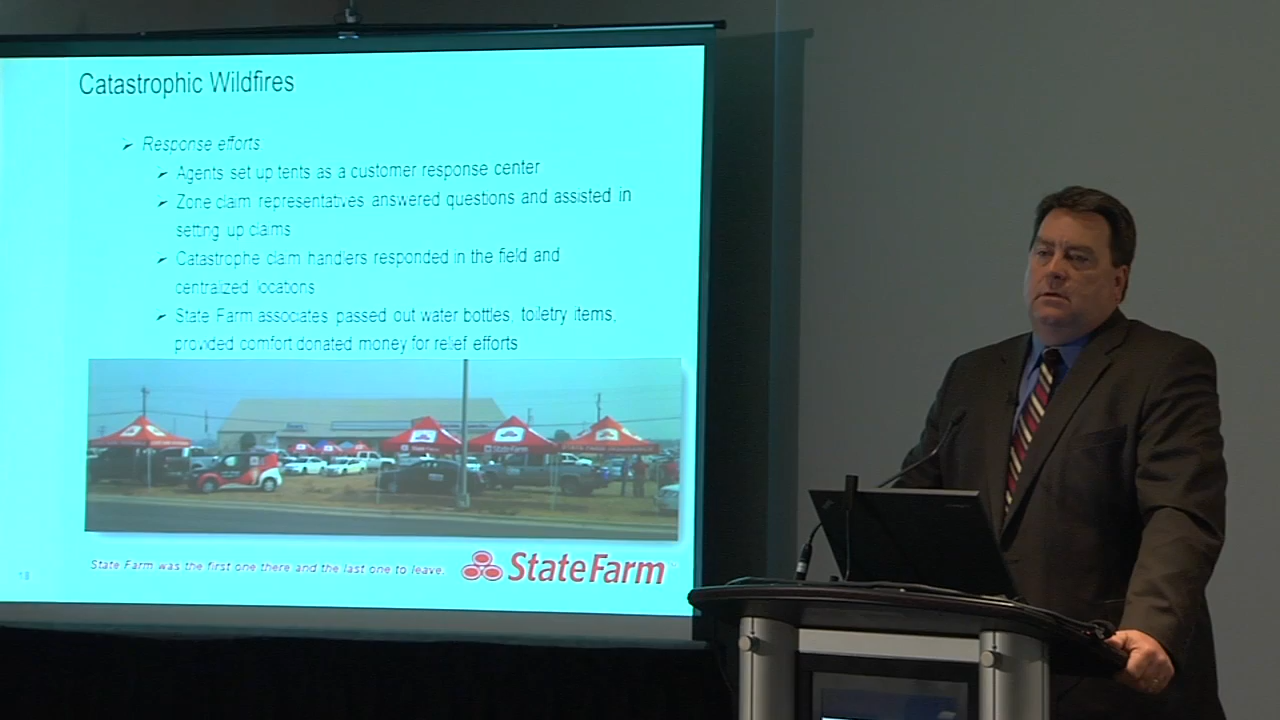 Catastrophic Wildfires
Response efforts
Agents set up tents as a customer response center
Zone claim representatives answered questions and assisted in
setting up claims
Catastrophe claim handlers responded in the field and
centralized locations
State Farm associates passed out water bottles, toiletry items,
provided comfort donated money for relief efforts
StateFarm
State Farm was the first one there and the last one to leave.
StateFarm